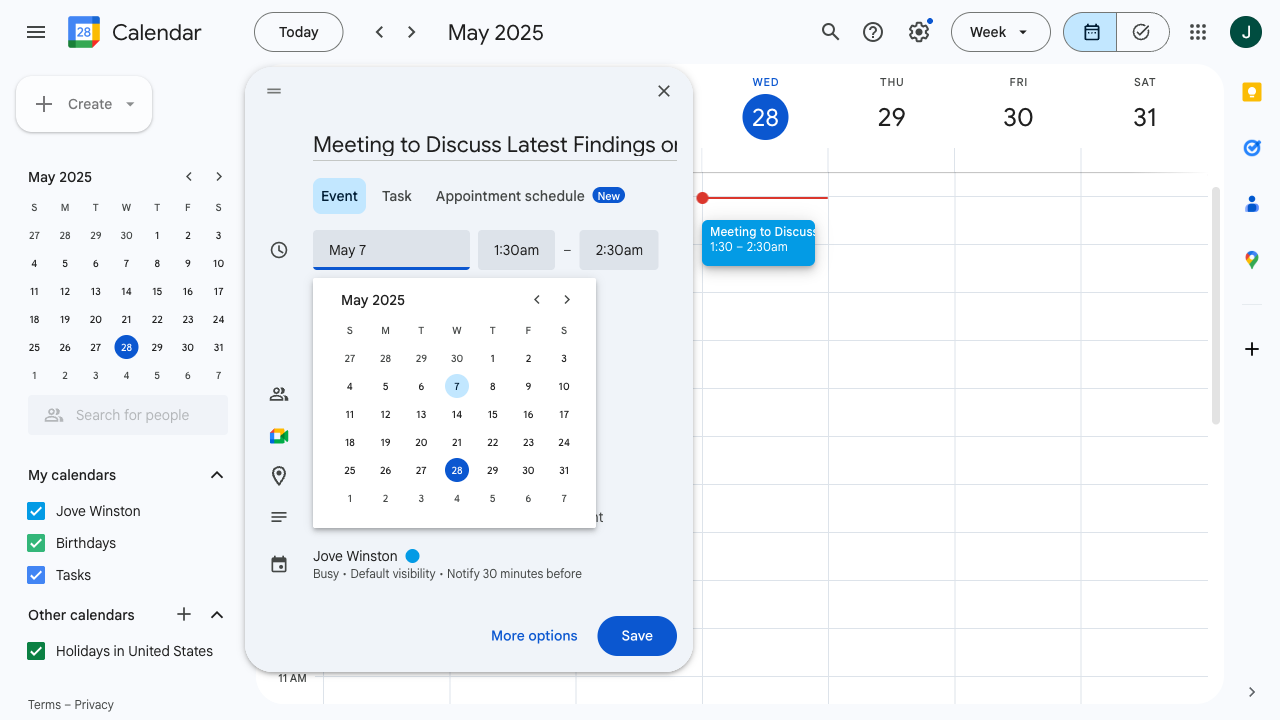 28
Calendar
Today
May 2025
Week
J
Create
May 2025
S M T W T F S
27 28 29 30 1 2 3
4 5 6 7 8 9 10
11 12 13 14 15 16 17
18 19 20 21 22 23 24
25 26 27 28 29 30 31
1 2 3 4 5 6 7
Search for people
My calendars
Jove Winston
Birthdays
Tasks
Other calendars
Holidays in United States
Terms – Privacy
Meeting to Discuss Latest Findings or
Event Task Appointment schedule New
May 7 1:30am – 2:30am
May 2025
S M T W T F S
27 28 29 30 1 2 3
4 5 6 7 8 9 10
11 12 13 14 15 16 17
18 19 20 21 22 23 24
25 26 27 28 29 30 31
1 2 3 4 5 6 7
Jove Winston
Busy • Default visibility • Notify 30 minutes before
More options
Save
WED THU FRI SAT
28 29 30 31
Meeting to Discuss
1:30 – 2:30am
11 AM